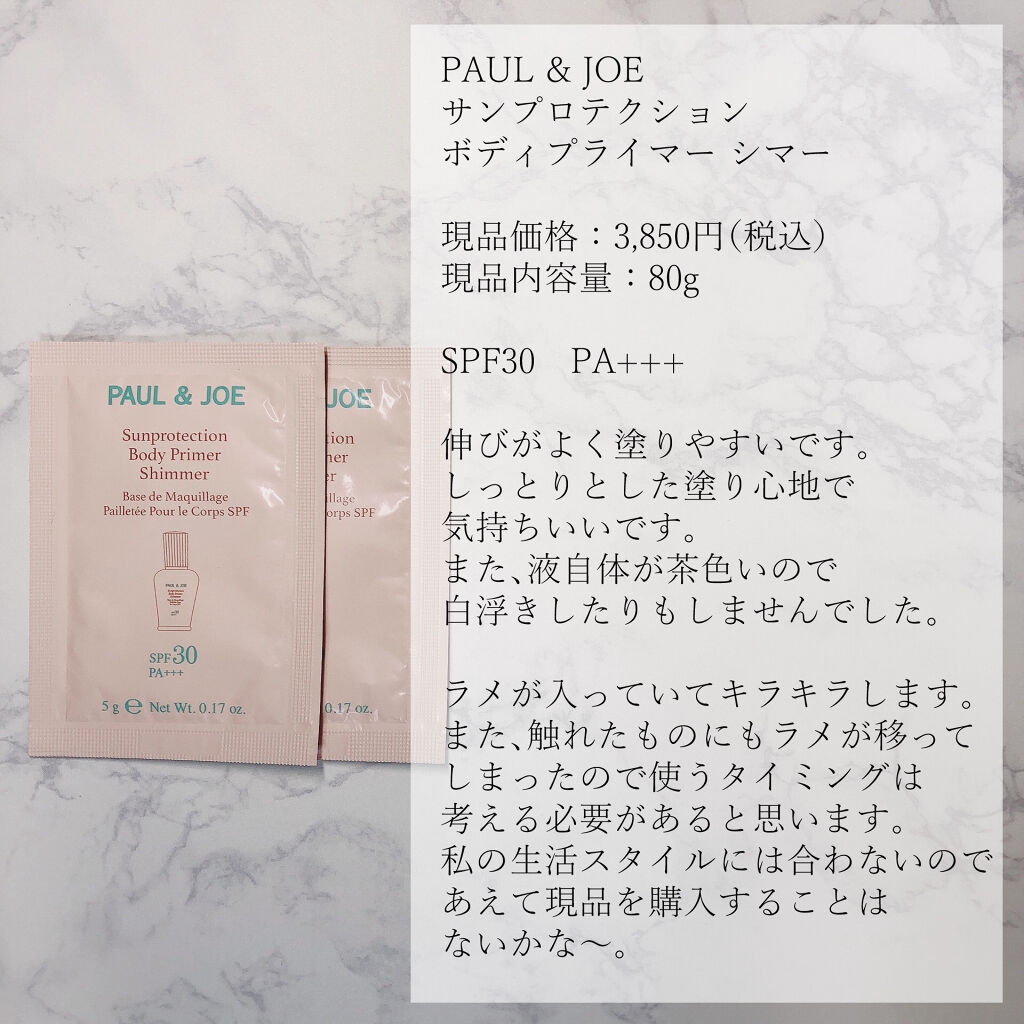 PAUL & JOE
サンプロテクション
ボディプライマー シマー
現品価格：3,850円(税込)
現品内容量：80g
SPF30　PA+++
伸びがよく塗りやすいです。
しっとりとした塗り心地で
気持ちいいです。
また、液自体が茶色いので
白浮きしたりもしませんでした。
ラメが入っていてキラキラします。
また、触れたものにもラメが移って
しまったので使うタイミングは
考える必要があると思います。
私の生活スタイルには合わないので
あえて現品を購入することは
ないかな〜。
PAUL & JOE
Sunprotection
Body Primer
Shimmer
Base de Maquillage
Pailletée Pour le Corps SPF
PAUL & JOE
SPF30
PA+++
5 g ℮ Net Wt. 0.17 oz.
JOE
tion
ner
er
illage
orps SPF
0.17 oz.